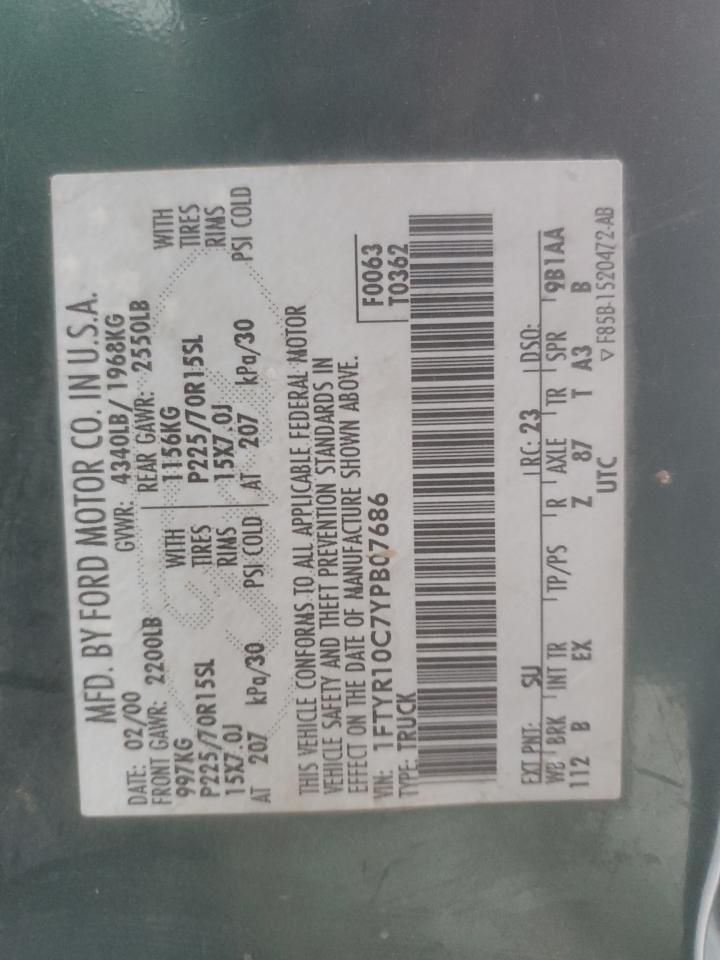 MFD. BY FORD MOTOR CO. IN U.S.A.
DATE: 02/00 GVWR: 4340LB / 1968KG
FRONT GAWR: 2200LB REAR GAWR: 2550LB
997KG WITH 1156KG WITH
P225/70R15SL TIRES P225/70R15SL TIRES
15X7.0J RIMS 15X7.0J RIMS
AT 207 kPa/30 PSI COLD AT 207 kPa/30 PSI COLD
THIS VEHICLE CONFORMS TO ALL APPLICABLE FEDERAL MOTOR
VEHICLE SAFETY AND THEFT PREVENTION STANDARDS IN
EFFECT ON THE DATE OF MANUFACTURE SHOWN ABOVE.
VIN: 1FTYR10C7YPB07686 F0063
TYPE: TRUCK T0362
EXT PNT: SU RC: 23 DSO:
WB BRK INT TR TP/PS R AXLE TR SPR 9B1AA
112 B EX Z 87 T A3 B
UTC ▽ F85B-1520472-AB